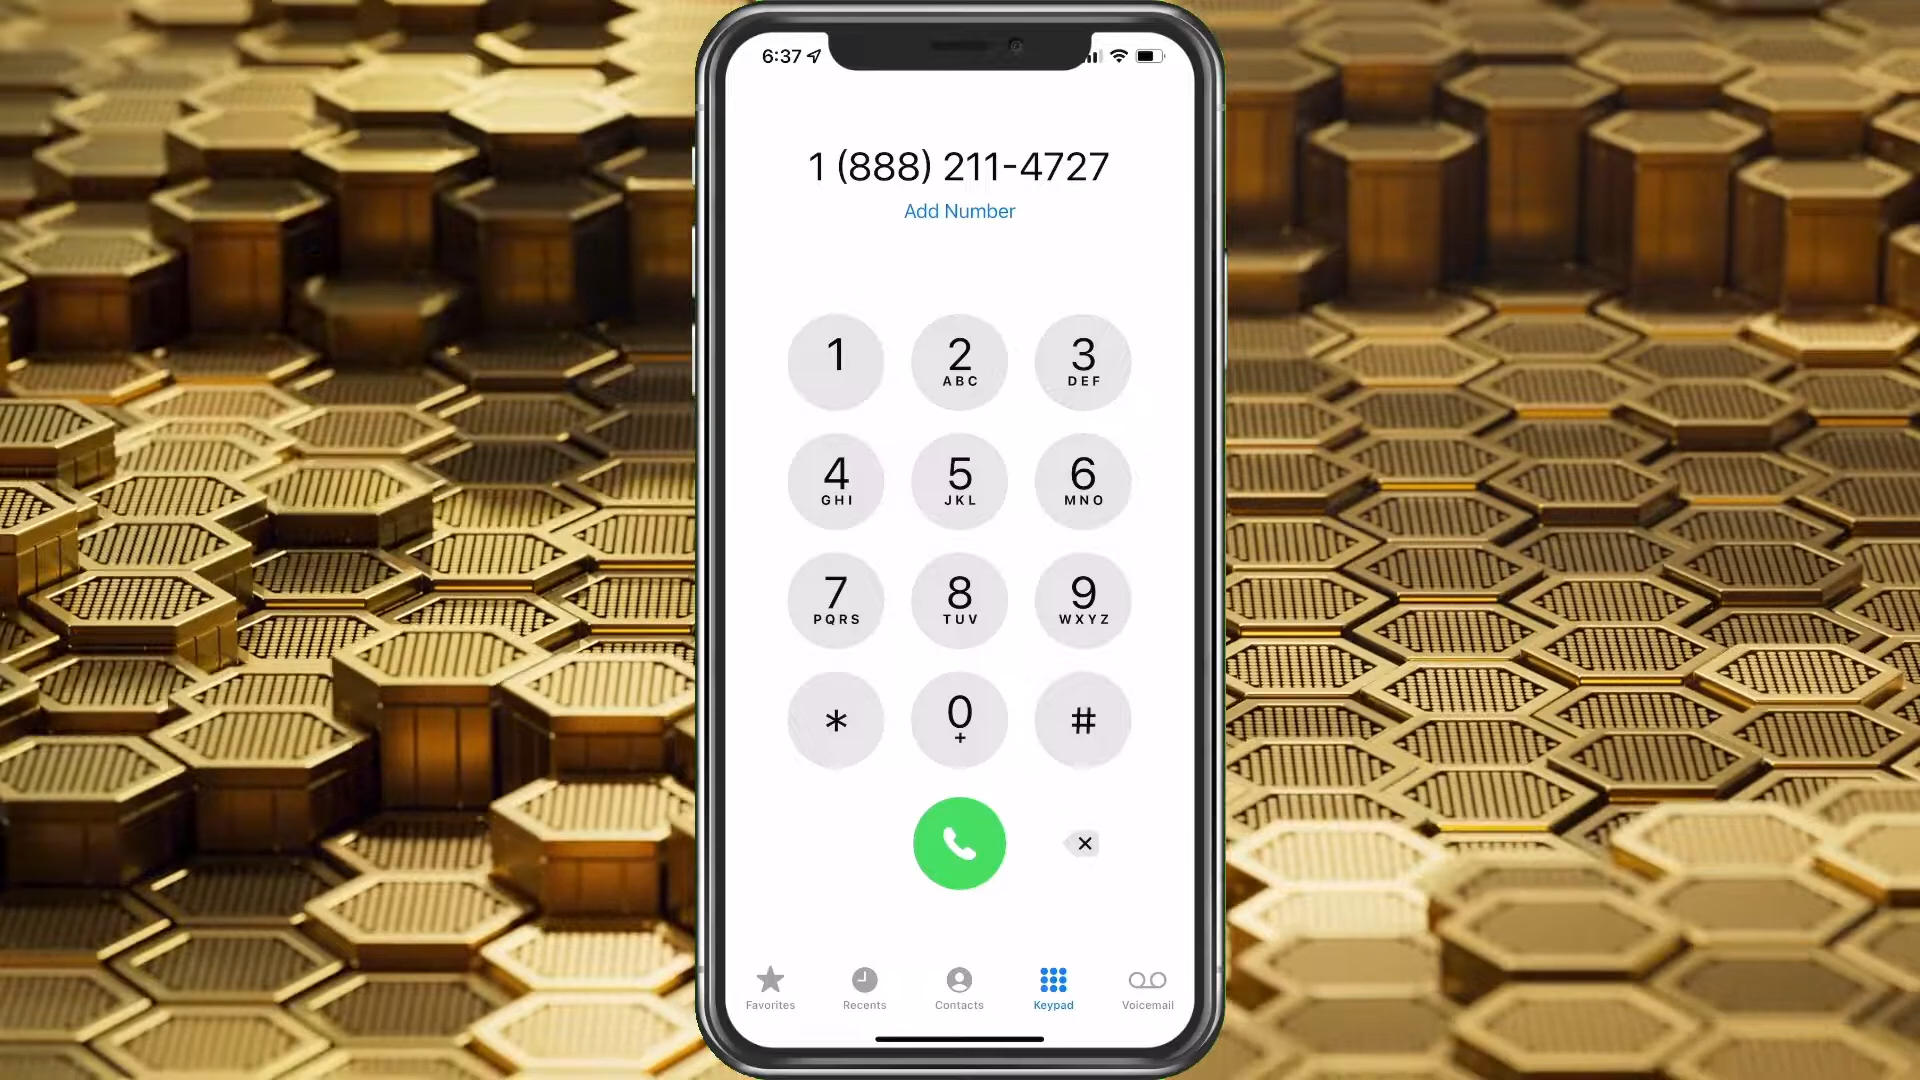 6:37
1 (888) 211-4727
Add Number
1
2
ABC
3
DEF
4
GHI
5
JKL
6
MNO
7
PQRS
8
TUV
9
WXYZ
*
0
+
#
Favorites
Recents
Contacts
Keypad
Voicemail